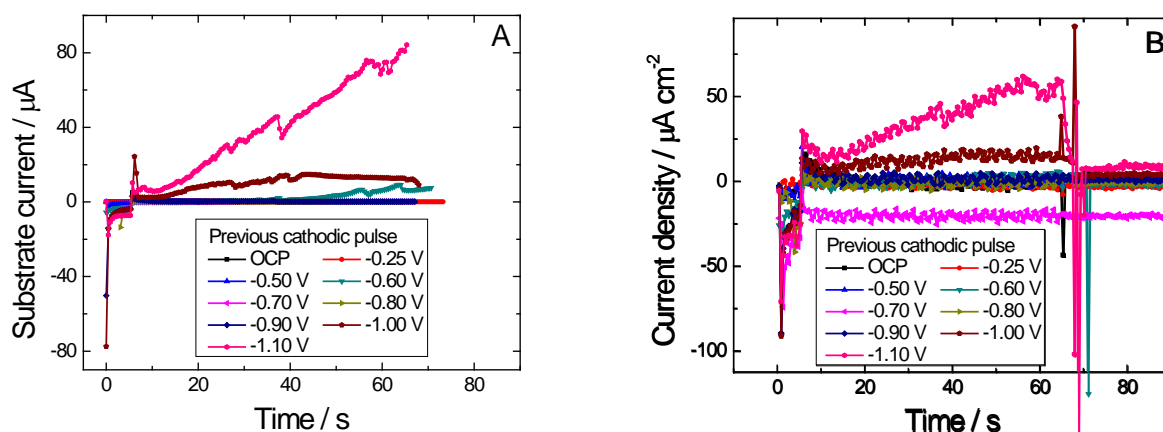 A
Substrate current / μA
80
40
0
-40
-80
Previous cathodic pulse
OCP
-0.25 V
-0.50 V
-0.60 V
-0.70 V
-0.80 V
-0.90 V
-1.00 V
-1.10 V
0 20 40 60 80
Time / s
B
Current density / μA cm-2
50
0
-50
-100
Previous cathodic pulse
OCP
-0.25 V
-0.50 V
-0.60 V
-0.70 V
-0.80 V
-0.90 V
-1.00 V
-1.10 V
0 20 40 60 80
Time / s